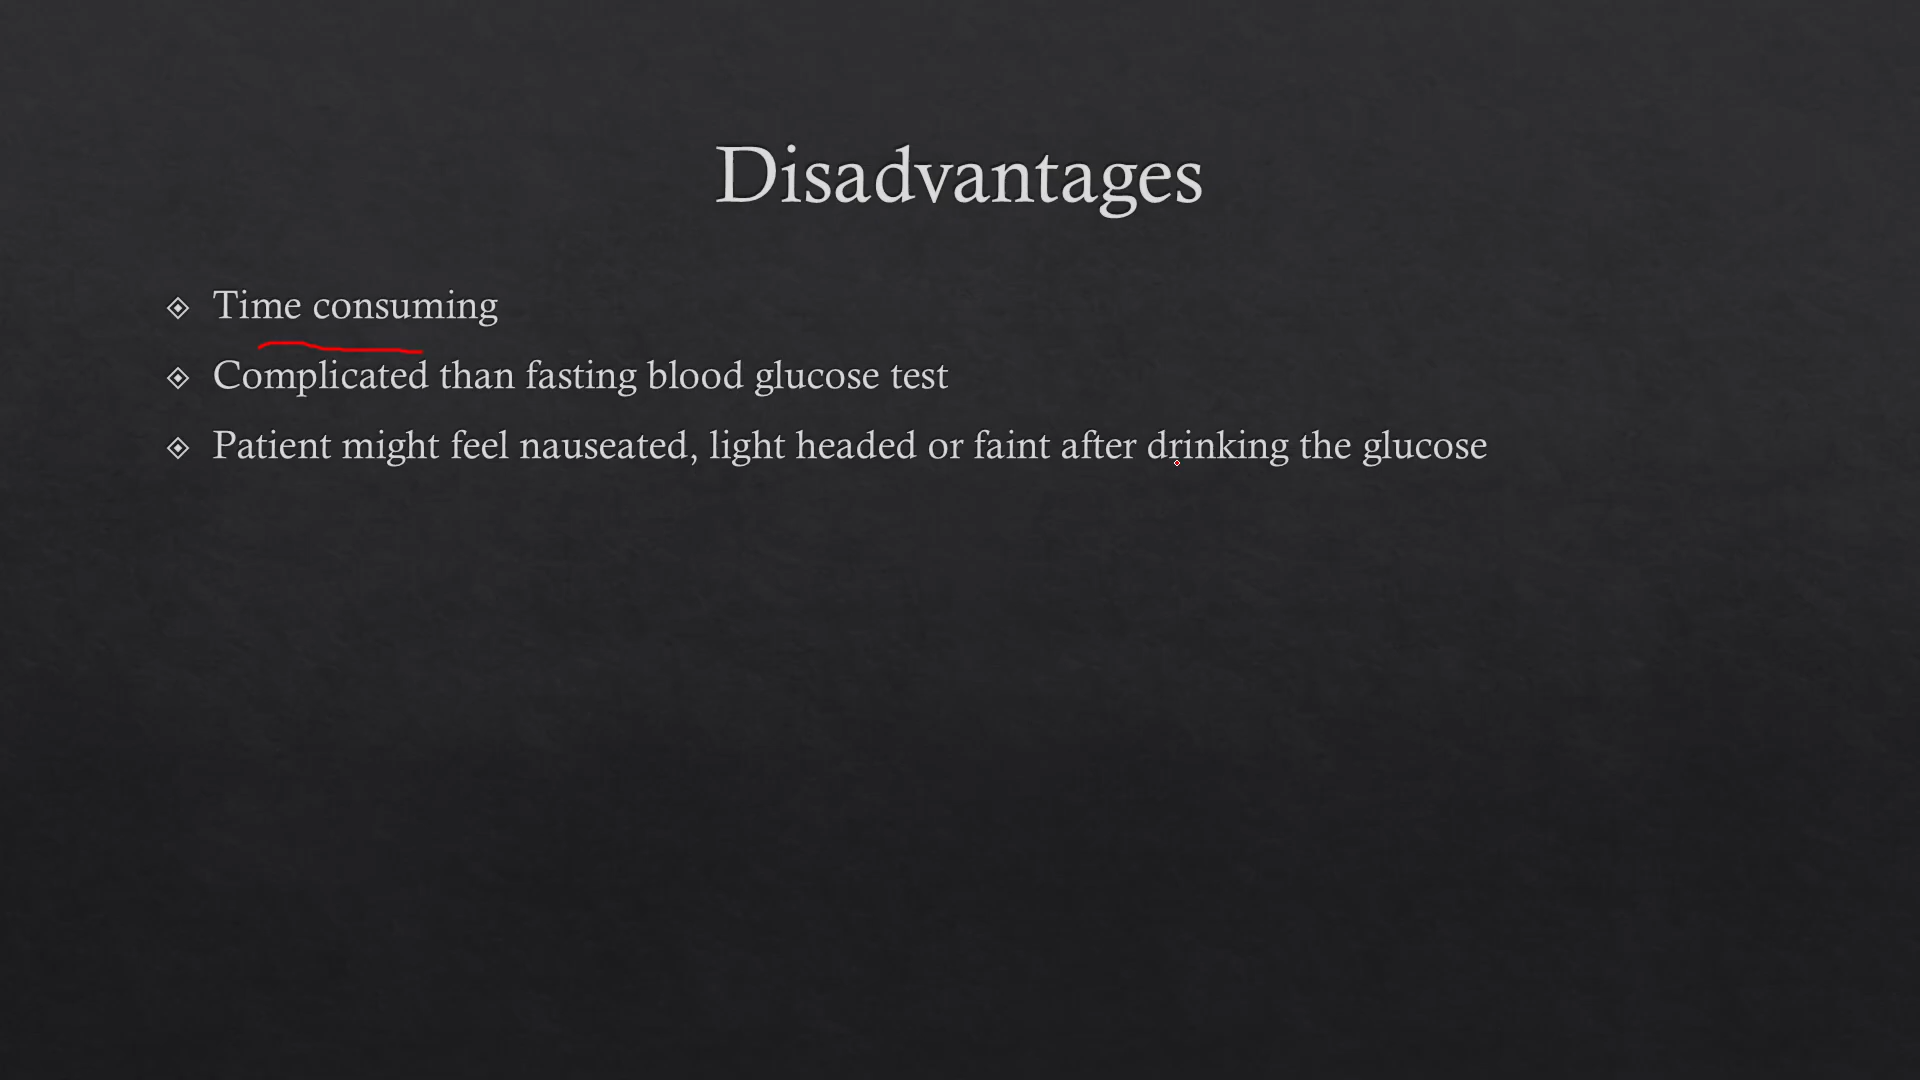 Disadvantages
Time consuming
Complicated than fasting blood glucose test
Patient might feel nauseated, light headed or faint after drinking the glucose